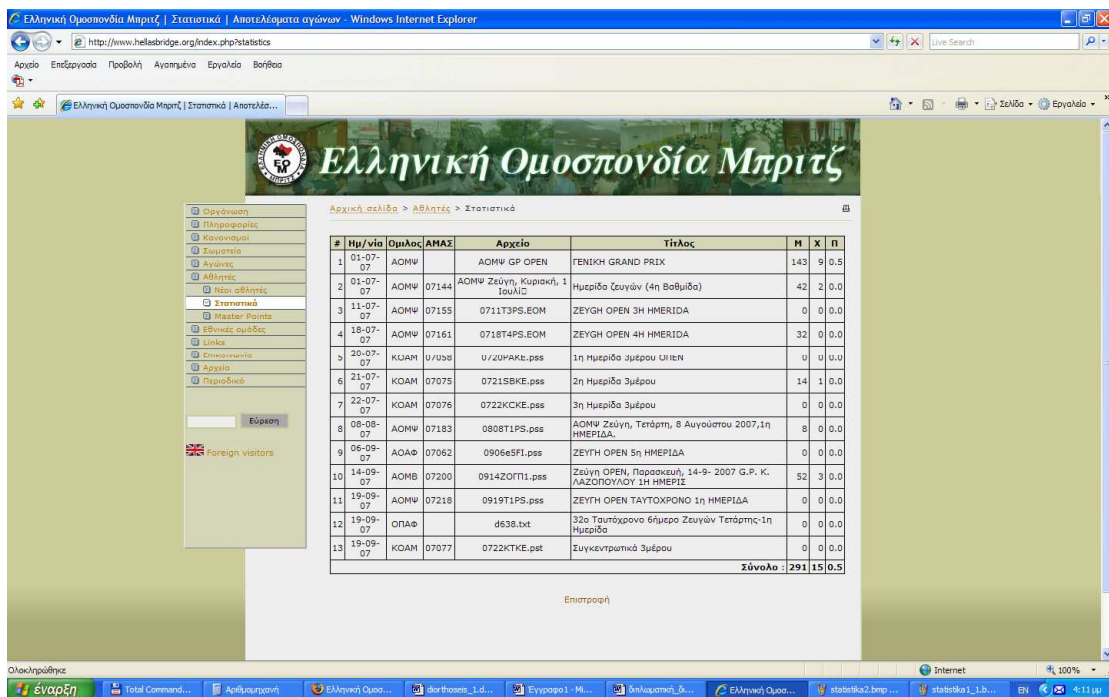 Ελληνική Ομοσπονδία Μπριτζ | Στατιστικά | Αποτελέσματα αγώνων - Windows Internet Explorer
http://www.hellasbridge.org/index.php?statistics
Live Search
Αρχείο Επεξεργασία Προβολή Αγαπημένα Εργαλεία Βοήθεια
Ελληνική Ομοσπονδία Μπριτζ | Στατιστικά | Αποτελέσ...
Σελίδα Εργαλεία
Ελληνική Ομοσπονδία Μπριτζ
Αρχική σελίδα > Αθλητές > Στατιστικά
Οργάνωση
Πληροφορίες
Κανονισμοί
Σωματεία
Αγώνες
Αθλητές
Νέοι αθλητές
Στατιστικά
Master Points
Εθνικές ομάδες
Links
Επικοινωνία
Αρχεία
Περιοδικό
Εύρεση
Foreign visitors
# Ημ/νία Ομιλος ΑΜΑΣ Αρχείο Τίτλος Μ Χ Π
1 01-07-07 ΑΟΜΨ ΑΟΜΨ GP OPEN ΓΕΝΙΚΗ GRAND PRIX 143 9 0.5
2 01-07-07 ΑΟΜΨ 07144 ΑΟΜΨ Ζεύγη, Κυριακή, 1 Ιουλίο Ημερίδα ζευγών (4η Βαθμίδα) 42 2 0.0
3 11-07-07 ΑΟΜΨ 07155 0711T3PS.EOM ZEYGH OPEN 3H HMERIDA 0 0 0.0
4 18-07-07 ΑΟΜΨ 07161 0718T4PS.EOM ZEYGH OPEN 4H HMERIDA 32 0 0.0
5 20-07-07 ΚΟΑΜ 07058 0720PAKE.pss 1η Ημερίδα 3μέρου ΟΠΕΝ 0 0 0.0
6 21-07-07 ΚΟΑΜ 07075 0721SBKE.pss 2η Ημερίδα 3μέρου 14 1 0.0
7 22-07-07 ΚΟΑΜ 07076 0722KCKE.pss 3η Ημερίδα 3μέρου 0 0 0.0
8 08-08-07 ΑΟΜΨ 07183 0808T1PS.pss ΑΟΜΨ Ζεύγη, Τετάρτη, 8 Αυγούστου 2007,1η ΗΜΕΡΙΔΑ. 8 0 0.0
9 06-09-07 ΑΟΑΦ 07062 0906e5FI.pss ΖΕΥΓΗ OPEN 5η ΗΜΕΡΙΔΑ 0 0 0.0
10 14-09-07 ΑΟΜΒ 07200 0914ΖΟΓΠ1.pss Ζεύγη OPEN, Παρασκευή, 14-9- 2007 G.P. Κ. ΛΑΖΟΠΟΥΛΟΥ 1Η ΗΜΕΡΙΣ 52 3 0.0
11 19-09-07 ΑΟΜΨ 07218 0919T1PS.pss ΖΕΥΓΗ OPEN ΤΑΥΤΟΧΡΟΝΟ 1η ΗΜΕΡΙΔΑ 0 0 0.0
12 19-09-07 ΟΠΑΦ d638.txt 32ο Ταυτόχρονο 6ήμερο Ζευγών Τετάρτης-1η Ημερίδα 0 0 0.0
13 19-09-07 ΚΟΑΜ 07077 0722KTKE.pst Συγκεντρωτικά 3μέρου 0 0 0.0
Σύνολο : 291 15 0.5
Επιστροφή
Ολοκληρώθηκε
Internet 100%
έναρξη Total Command... Αριθμομηχανή Ελληνική Ομοσ... diorthoseis_1.d... Έγγραφο1 - Mi... διπλωματική_δι... Ελληνική Ομοσ... statistika2.bmp ... statistika1_1.b... EN 4:11μμ